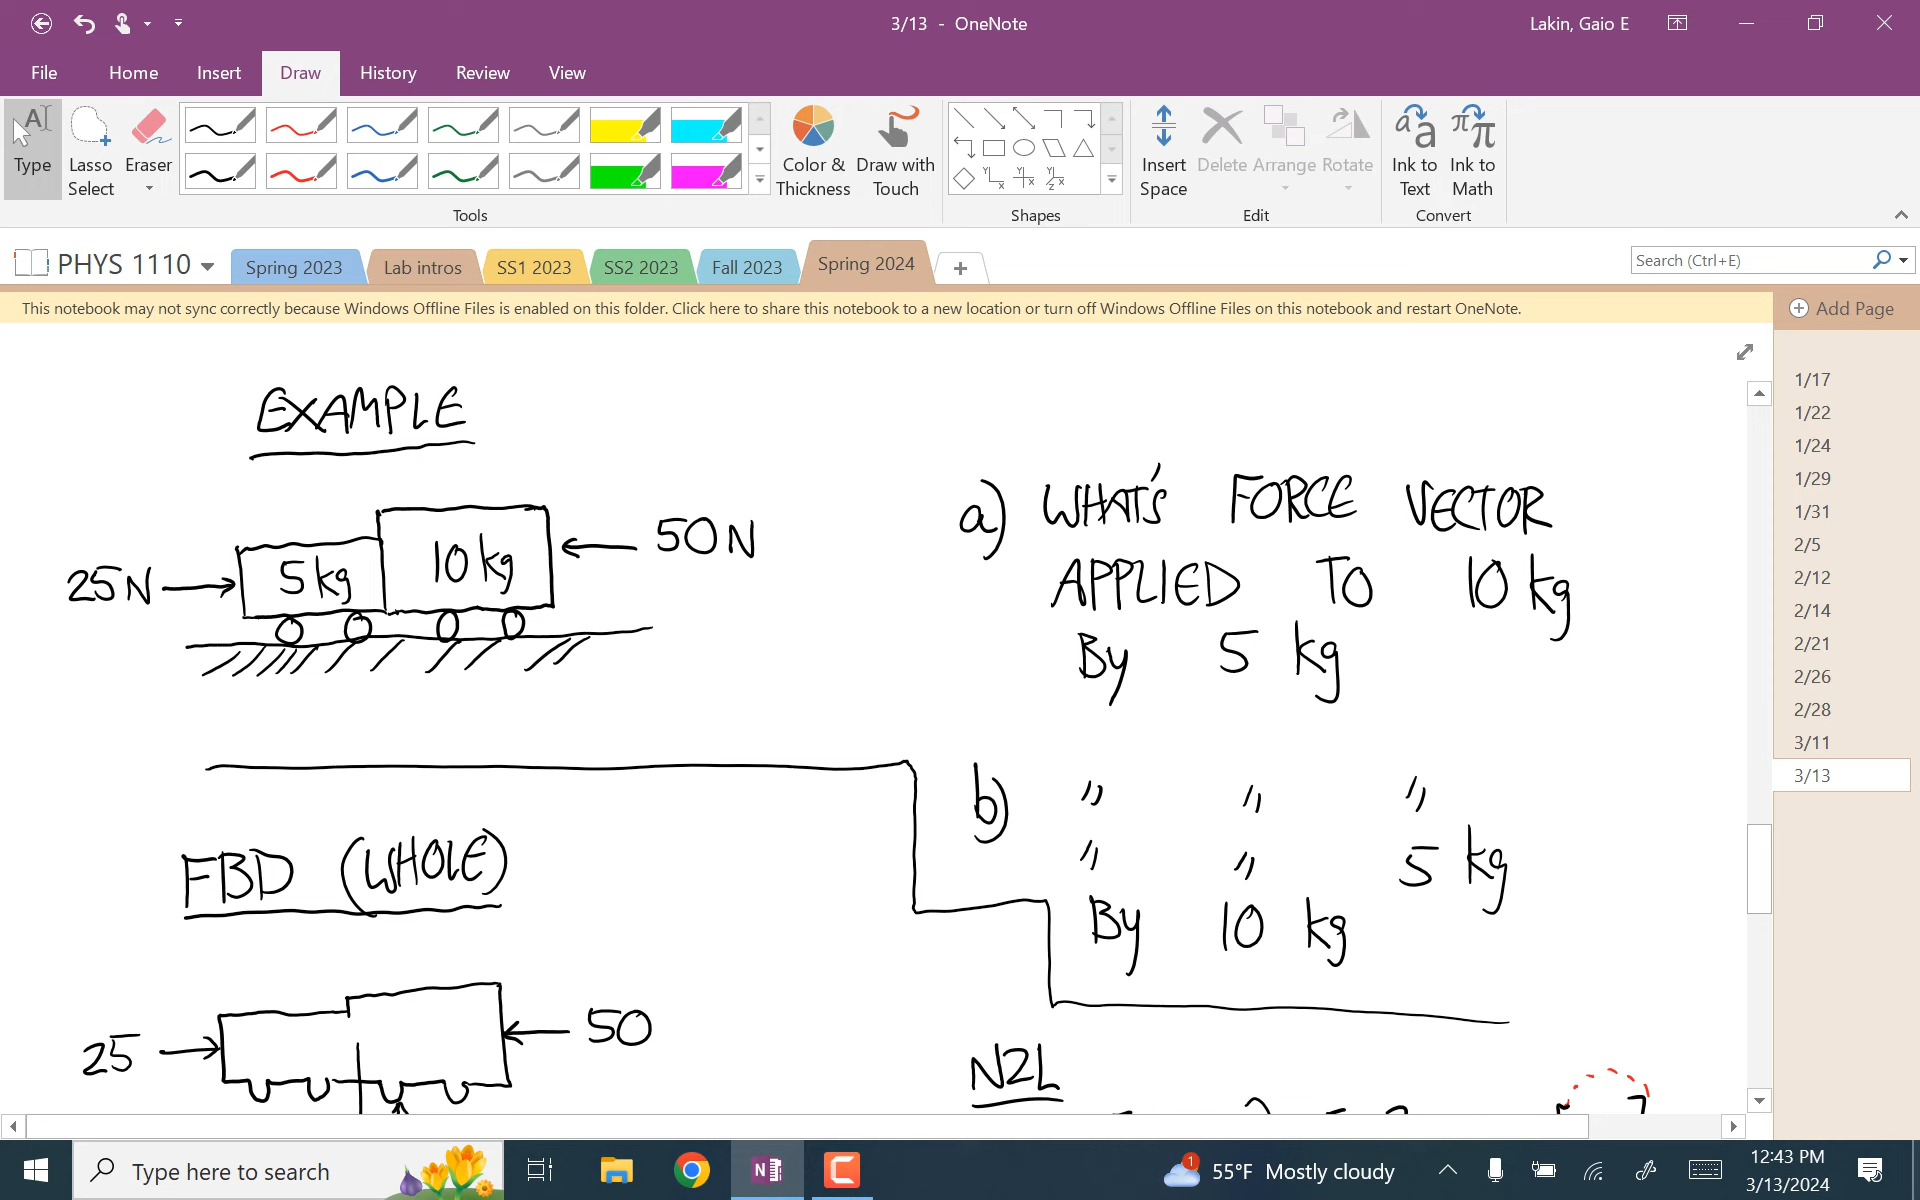 3/13 - OneNote
Lakin, Gaio E
File Home Insert Draw History Review View
Type
Lasso Select
Eraser
Color & Thickness
Draw with Touch
Insert Space
Delete
Arrange
Rotate
Ink to Text
Ink to Math
Tools
Shapes
Edit
Convert
PHYS 1110
Spring 2023
Lab intros
SS1 2023
SS2 2023
Fall 2023
Spring 2024
Search (Ctrl+E)
This notebook may not sync correctly because Windows Offline Files is enabled on this folder. Click here to share this notebook to a new location or turn off Windows Offline Files on this notebook and restart OneNote.
Add Page
1/17
1/22
1/24
1/29
1/31
2/5
2/12
2/14
2/21
2/26
2/28
3/11
3/13
EXAMPLE
25 N
5 kg
10 kg
50 N
a) WHAT'S FORCE VECTOR
APPLIED TO 10 kg
By 5 kg
b) " " "
" " 5 kg
By 10 kg
FBD (WHOLE)
25
50
N2L
Type here to search
N
1
55°F Mostly cloudy
12:43 PM
3/13/2024